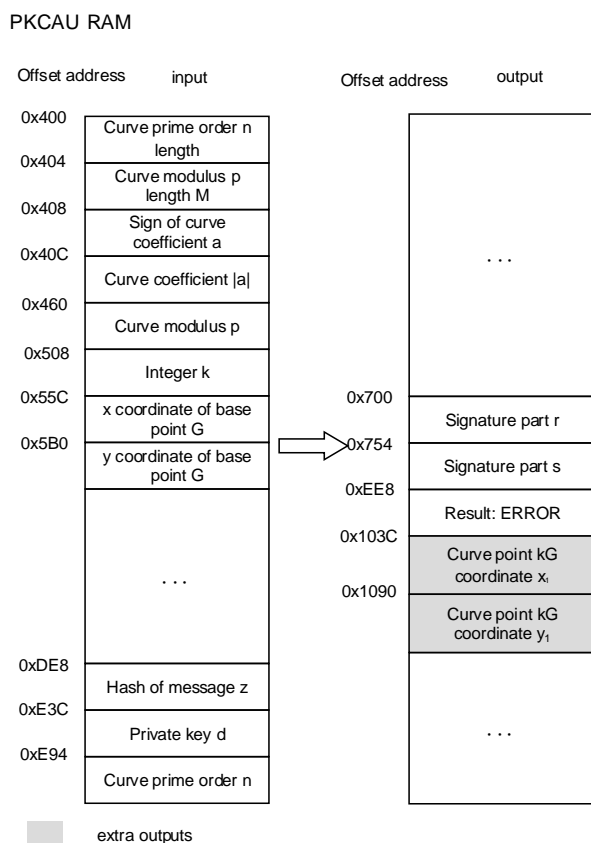 PKCAU RAM
Offset address
input
0x400
Curve prime order n
length
0x404
Curve modulus p
length M
0x408
Sign of curve
coefficient a
0x40C
Curve coefficient |a|
0x460
Curve modulus p
0x508
Integer k
0x55C
x coordinate of base
point G
0x5B0
y coordinate of base
point G
. . .
0xDE8
Hash of message z
0xE3C
Private key d
0xE94
Curve prime order n
Offset address
output
. . .
0x700
Signature part r
0x754
Signature part s
0xEE8
Result: ERROR
0x103C
Curve point kG
coordinate x₁
0x1090
Curve point kG
coordinate y₁
. . .
extra outputs